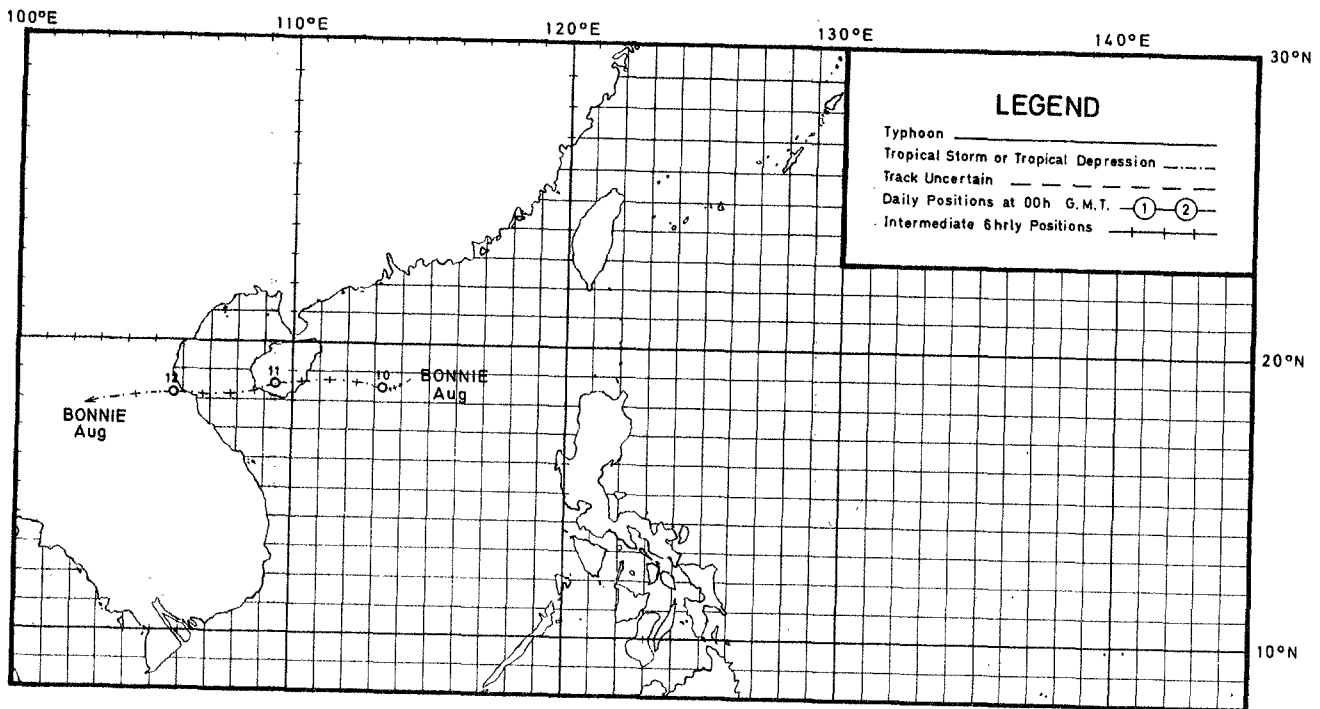 100°E
110°E
120°E
130°E
140°E
30°N
LEGEND
Typhoon
Tropical Storm or Tropical Depression
Track Uncertain
Daily Positions at 00h G.M.T. 1 2
Intermediate 6hrly Positions
20°N
12
11
10
BONNIE
Aug
BONNIE
Aug
10°N